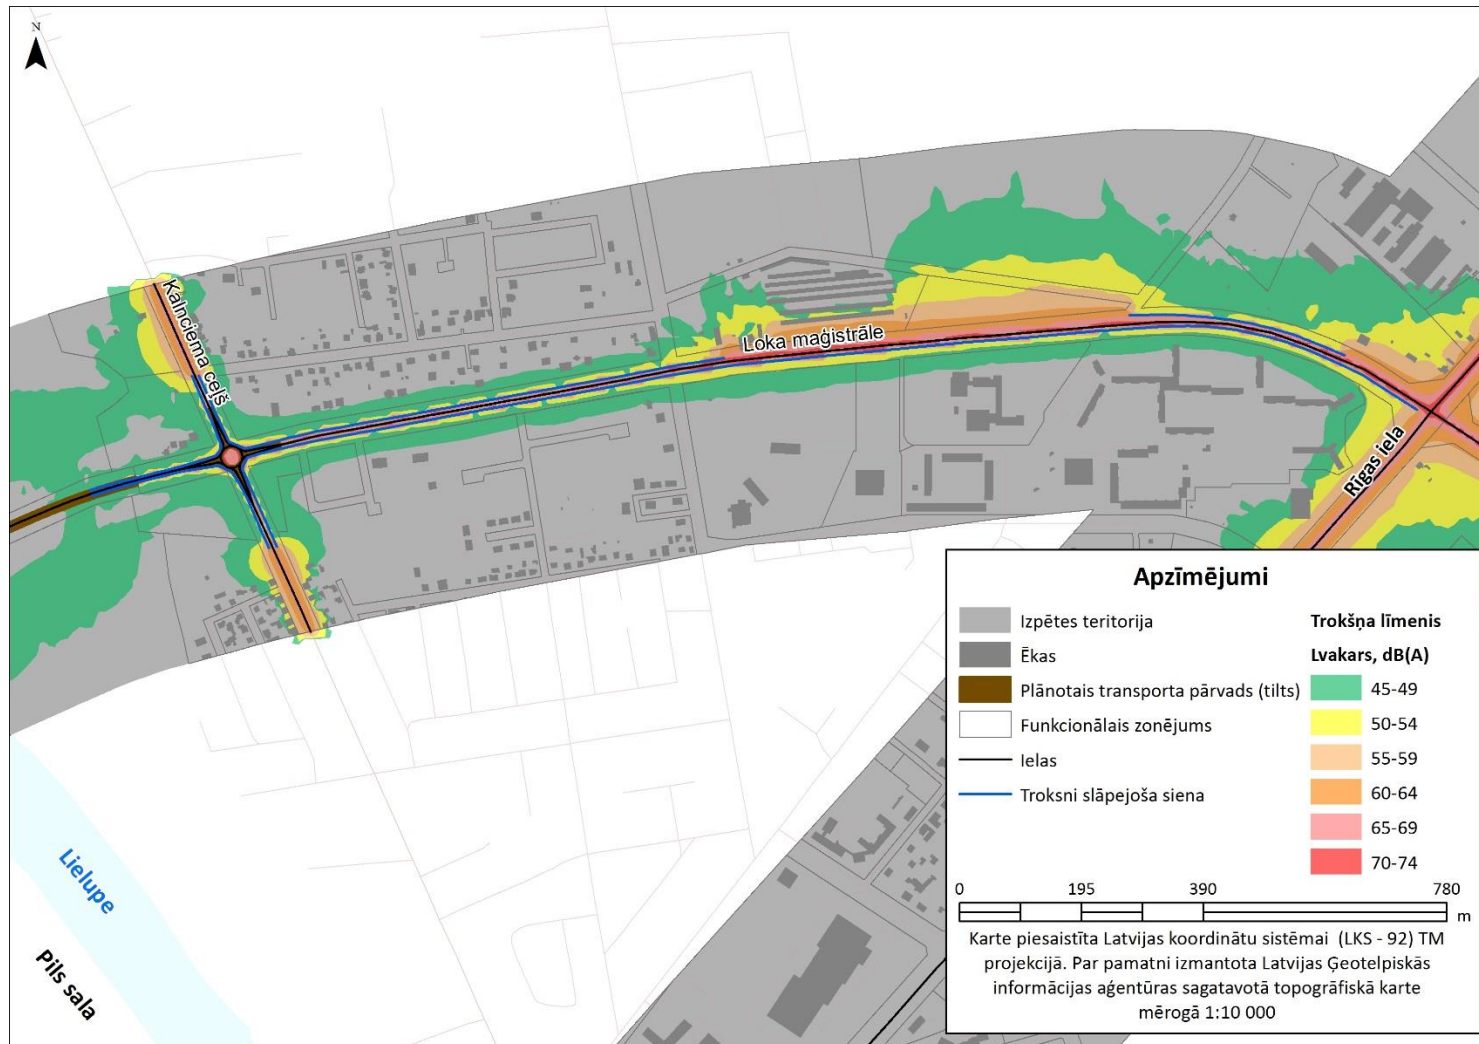 N
Kalnciema ceļš
Loka maģistrāle
Rīgas iela
Lielupe
Pils sala
Apzīmējumi
Izpētes teritorija
Ēkas
Plānotais transporta pārvads (tilts)
Funkcionālais zonējums
Ielas
Troksni slāpejoša siena
Trokšņa līmenis
Lvakars, dB(A)
45-49
50-54
55-59
60-64
65-69
70-74
0 195 390 780
m
Karte piesaistīta Latvijas koordinātu sistēmai (LKS - 92) TM
projekcijā. Par pamatni izmantota Latvijas Ģeotelpiskās
informācijas aģentūras sagatavotā topogrāfiskā karte
mērogā 1:10 000